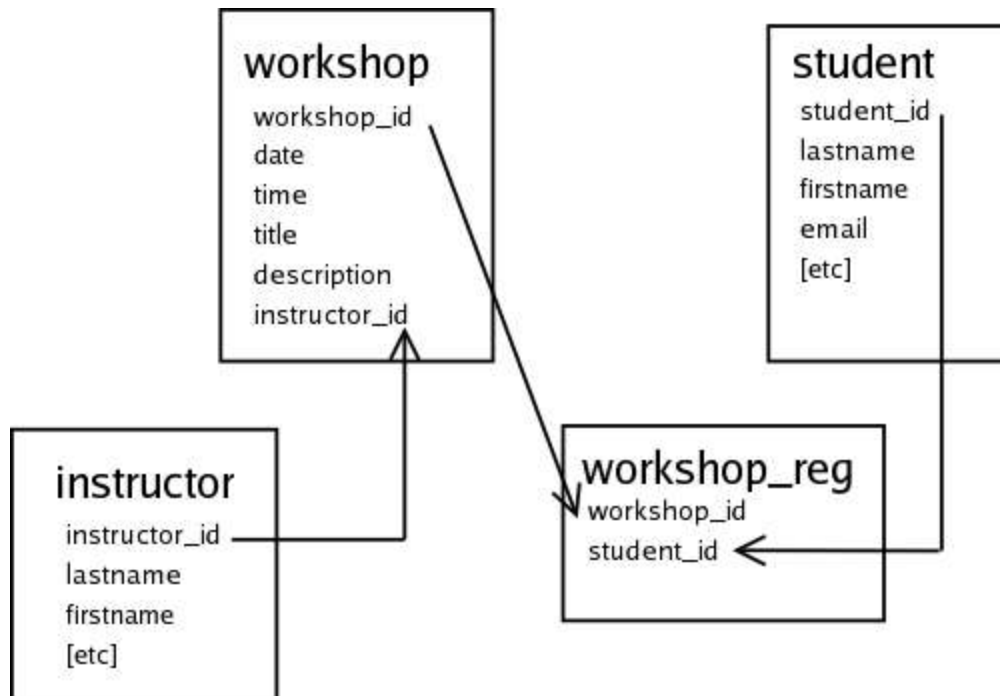 workshop
workshop_id
date
time
title
description
instructor_id
student
student_id
lastname
firstname
email
[etc]
instructor
instructor_id
lastname
firstname
[etc]
workshop_reg
workshop_id
student_id